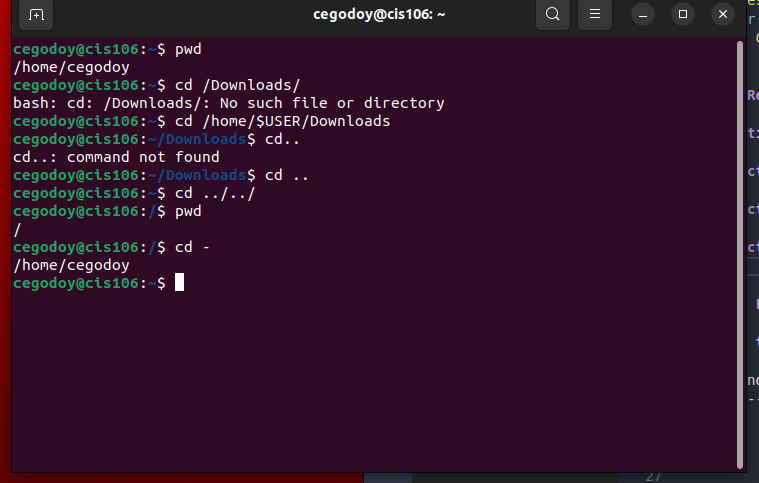 cegodoy@cis106: ~
cegodoy@cis106:~$ pwd
/home/cegodoy
cegodoy@cis106:~$ cd /Downloads/
bash: cd: /Downloads/: No such file or directory
cegodoy@cis106:~$ cd /home/$USER/Downloads
cegodoy@cis106:~/Downloads$ cd..
cd..: command not found
cegodoy@cis106:~/Downloads$ cd ..
cegodoy@cis106:~$ cd ../../
cegodoy@cis106:/$ pwd
/
cegodoy@cis106:/$ cd -
/home/cegodoy
cegodoy@cis106:~$
27